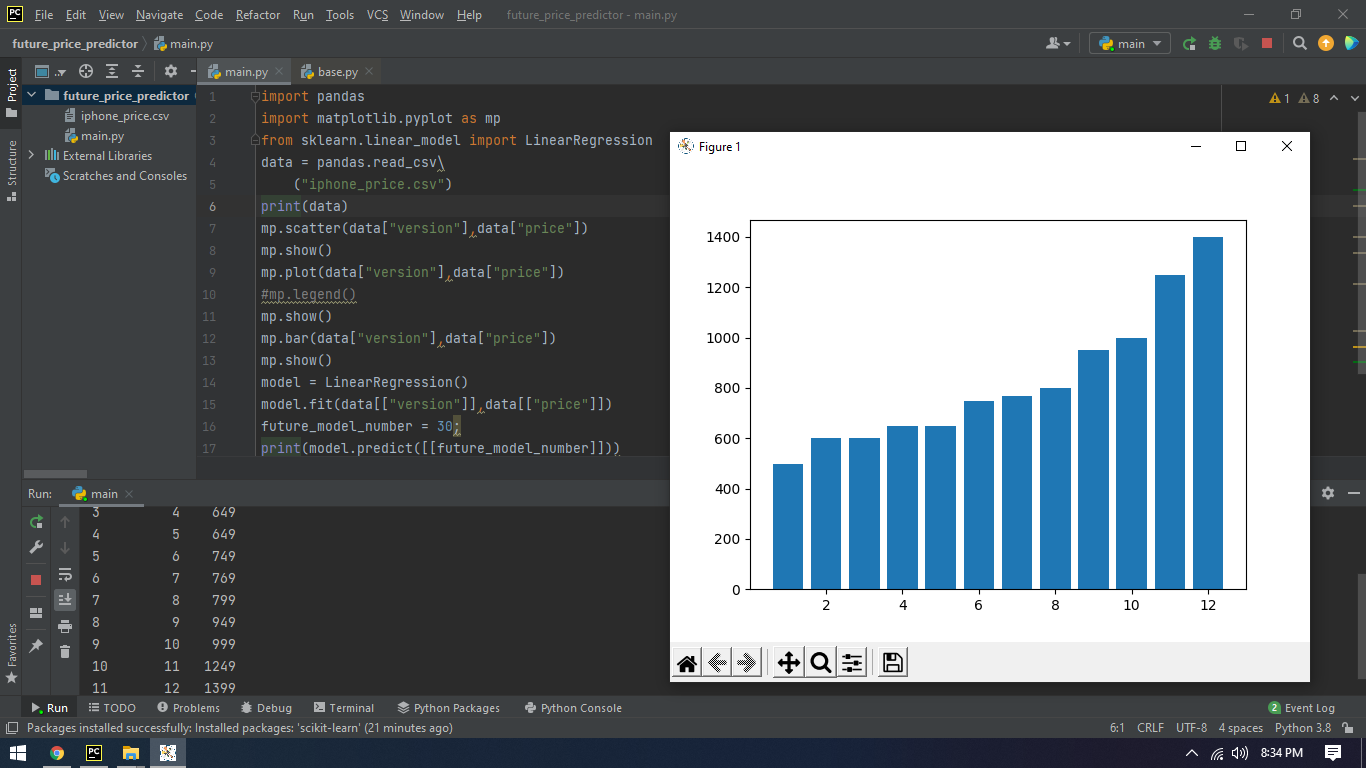 File Edit View Navigate Code Refactor Run Tools VCS Window Help future_price_predictor - main.py
future_price_predictor main.py
main
Project
Structure
Favorites
..
future_price_predictor
iphone_price.csv
main.py
External Libraries
Scratches and Consoles
main.py base.py
1 8
1 import pandas
2 import matplotlib.pyplot as mp
3 from sklearn.linear_model import LinearRegression
4 data = pandas.read_csv\
5 ("iphone_price.csv")
6 print(data)
7 mp.scatter(data["version"],data["price"])
8 mp.show()
9 mp.plot(data["version"],data["price"])
10 #mp.legend()
11 mp.show()
12 mp.bar(data["version"],data["price"])
13 mp.show()
14 model = LinearRegression()
15 model.fit(data[["version"]],data[["price"]])
16 future_model_number = 30;
17 print(model.predict([[future_model_number]]))
Figure 1
1400
1200
1000
800
600
400
200
0
2 4 6 8 10 12
Run: main
3 4 649
4 5 649
5 6 749
6 7 769
7 8 799
8 9 949
9 10 999
10 11 1249
11 12 1399
Run TODO Problems Debug Terminal Python Packages Python Console 2 Event Log
Packages installed successfully: Installed packages: 'scikit-learn' (21 minutes ago) 6:1 CRLF UTF-8 4 spaces Python 3.8
8:34 PM